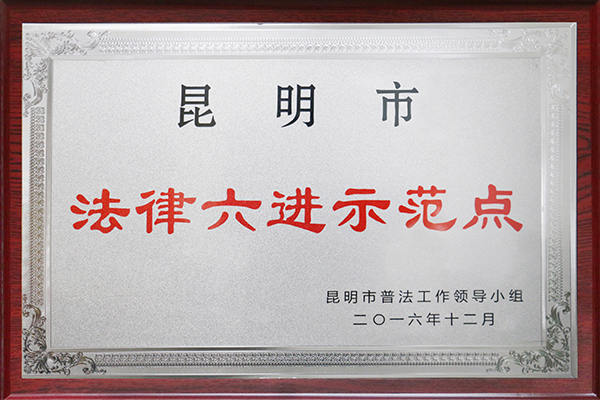 昆明市
法律六进示范点
昆明市普法工作领导小组
二〇一六年十二月